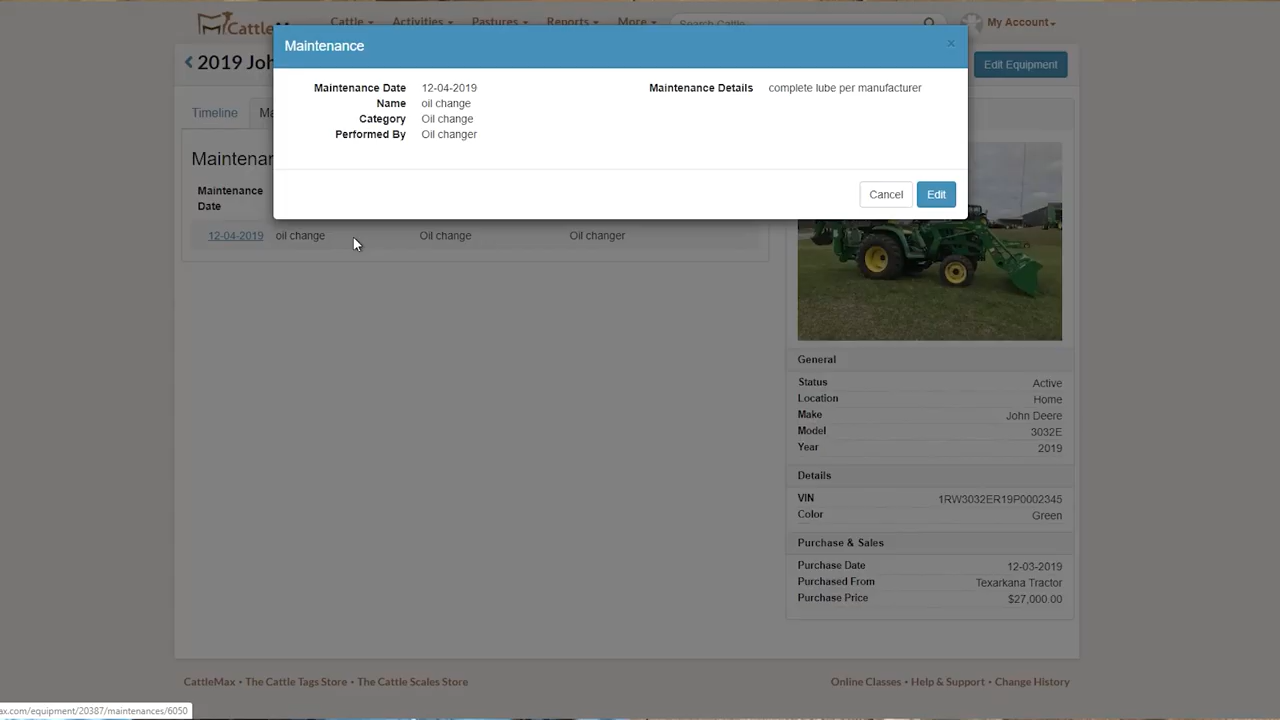 CattleMax
Cattle
Activities
Pastures
Reports
More
Search Cattle
My Account
Maintenance
×
2019 Joh
Edit Equipment
Maintenance Date 12-04-2019
Name oil change
Category Oil change
Performed By Oil changer
Maintenance Details complete lube per manufacturer
Cancel
Edit
Timeline
Ma
Maintenan
Maintenance
Date
12-04-2019 oil change Oil change Oil changer
General
Status Active
Location Home
Make John Deere
Model 3032E
Year 2019
Details
VIN 1RW3032ER19P0002345
Color Green
Purchase & Sales
Purchase Date 12-03-2019
Purchased From Texarkana Tractor
Purchase Price $27,000.00
CattleMax • The Cattle Tags Store • The Cattle Scales Store
Online Classes • Help & Support • Change History
ax.com/equipment/20387/maintenances/6050